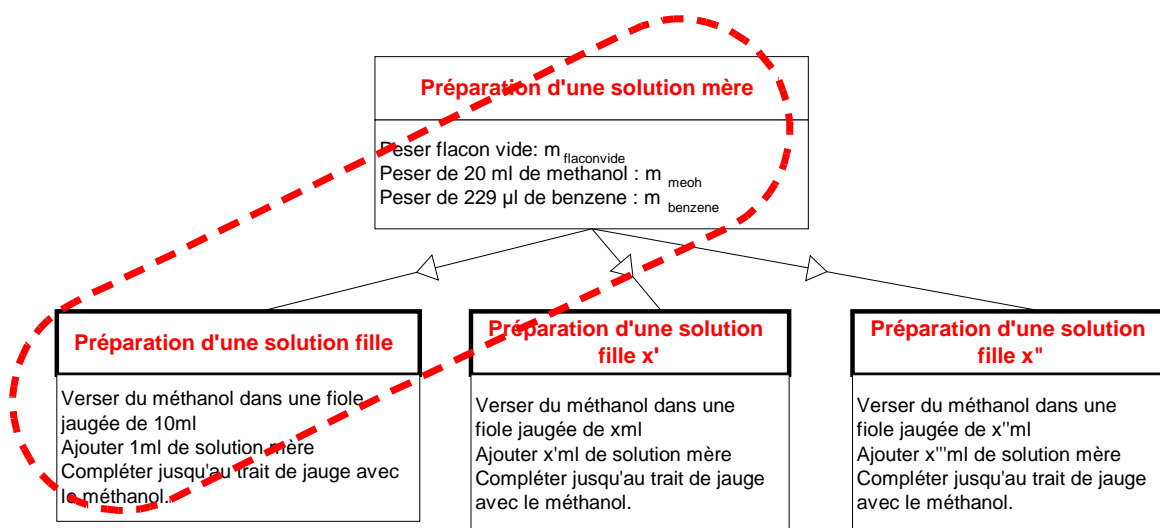 Préparation d'une solution mère
Peser flacon vide: m flaconvide
Peser de 20 ml de methanol : m meoh
Peser de 229 µl de benzene : m benzene
Préparation d'une solution fille
Verser du méthanol dans une fiole
jaugée de 10ml
Ajouter 1ml de solution mère
Compléter jusqu'au trait de jauge avec
le méthanol.
Préparation d'une solution
fille x'
Verser du méthanol dans une
fiole jaugée de xml
Ajouter x'ml de solution mère
Compléter jusqu'au trait de jauge
avec le méthanol.
Préparation d'une solution
fille x"
Verser du méthanol dans une
fiole jaugée de x"ml
Ajouter x"'ml de solution mère
Compléter jusqu'au trait de jauge
avec le méthanol.